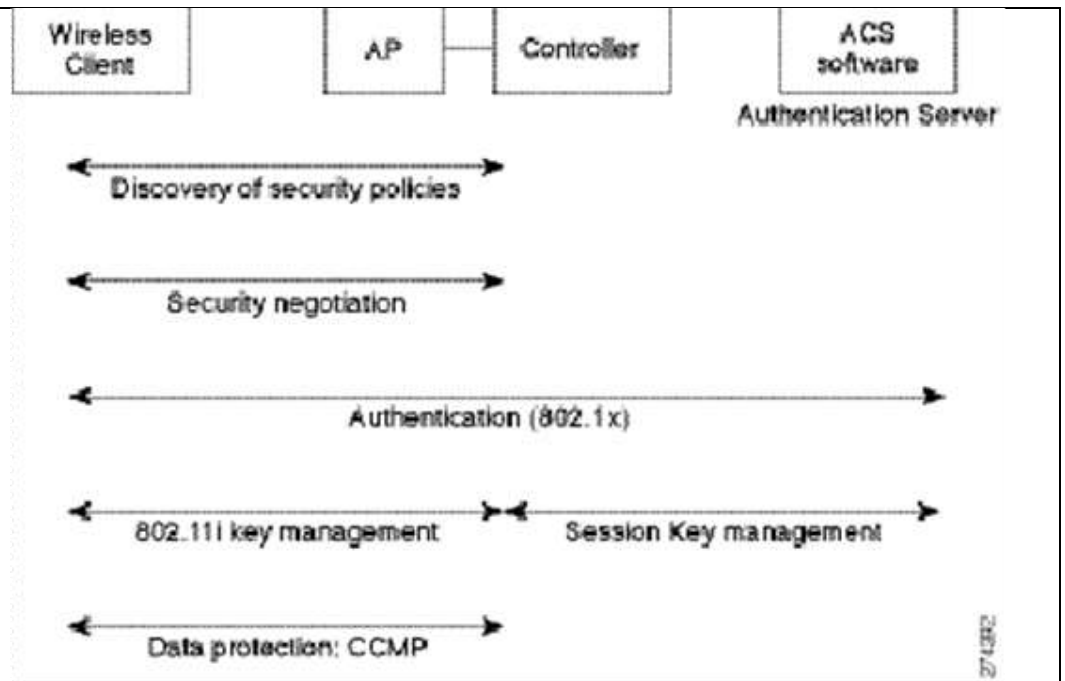 Wireless
Client
AP
Controller
ACS
software
Authentication Server
Discovery of security policies
Security negotiation
Authentication (802.1x)
802.11i key management
Session Key management
Data protection: CCMP
274392